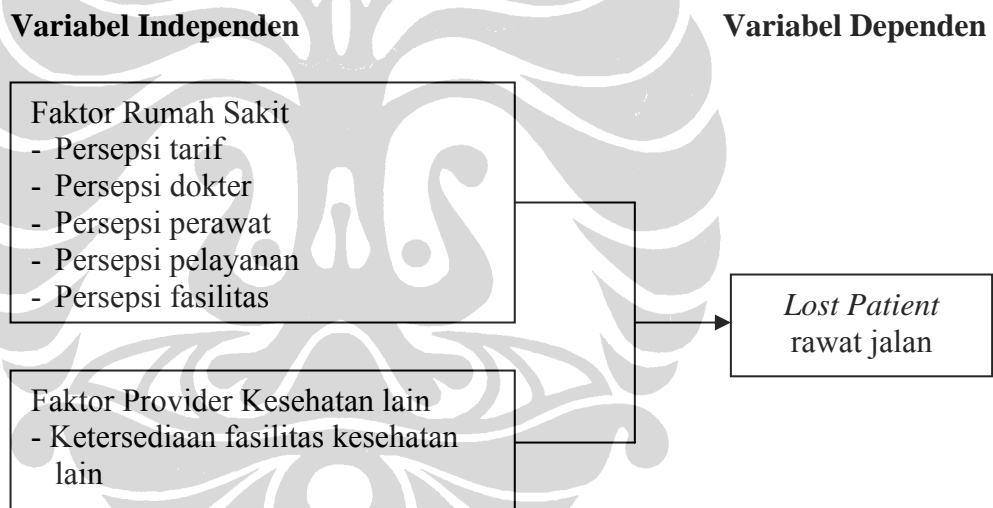 Variabel Independen
Variabel Dependen
Faktor Rumah Sakit
- Persepsi tarif
- Persepsi dokter
- Persepsi perawat
- Persepsi pelayanan
- Persepsi fasilitas
Lost Patient
rawat jalan
Faktor Provider Kesehatan lain
- Ketersediaan fasilitas kesehatan
lain